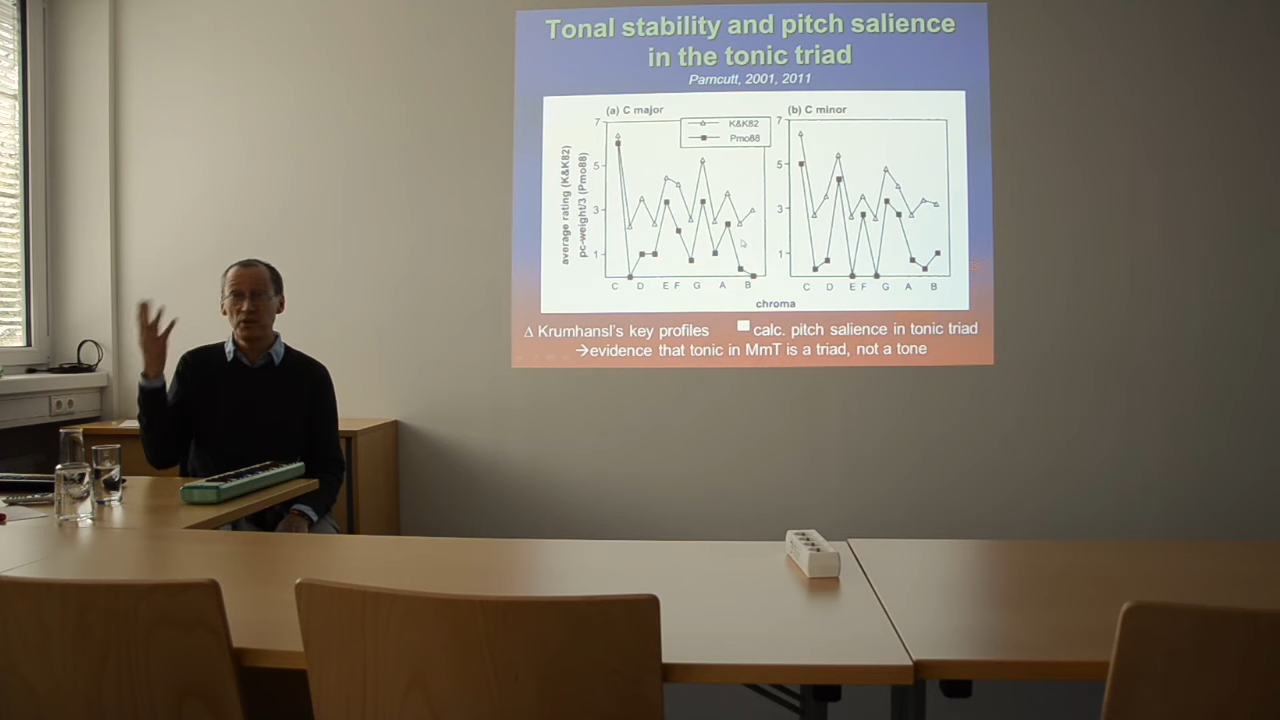 Tonal stability and pitch salience
in the tonic triad
Parncutt, 2001, 2011
(a) C major
(b) C minor
K&K82
Pmo88
average rating (K&K82)
pc-weight/3 (Pmo88)
7
5
3
1
7
5
3
1
C D E F G A B
C D E F G A B
chroma
Δ Krumhansl's key profiles
calc. pitch salience in tonic triad
→evidence that tonic in MmT is a triad, not a tone